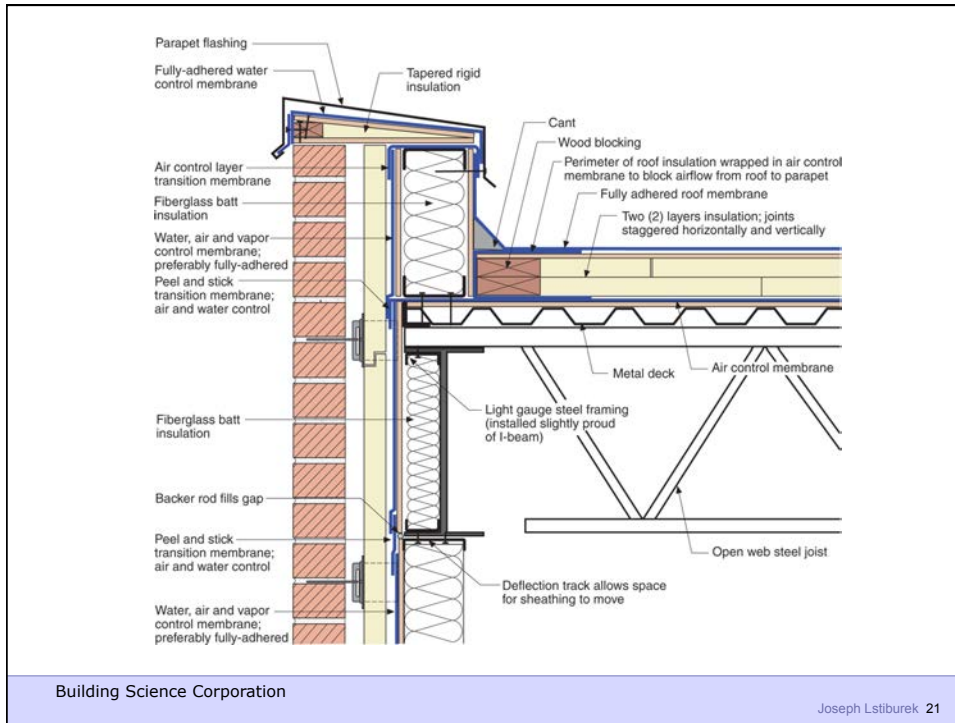 Parapet flashing
Fully-adhered water
control membrane
Tapered rigid
insulation
Cant
Wood blocking
Perimeter of roof insulation wrapped in air control
membrane to block airflow from roof to parapet
Fully adhered roof membrane
Two (2) layers insulation; joints
staggered horizontally and vertically
Air control layer
transition membrane
Fiberglass batt
insulation
Water, air and vapor
control membrane;
preferably fully-adhered
Peel and stick
transition membrane;
air and water control
Metal deck
Air control membrane
Light gauge steel framing
(installed slightly proud
of I-beam)
Fiberglass batt
insulation
Backer rod fills gap
Peel and stick
transition membrane;
air and water control
Open web steel joist
Deflection track allows space
for sheathing to move
Water, air and vapor
control membrane;
preferably fully-adhered
Building Science Corporation
Joseph Lstiburek 21